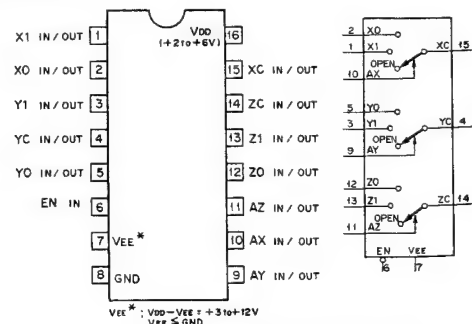 X1 IN/OUT 1
X0 IN/OUT 2
Y1 IN/OUT 3
YC IN/OUT 4
Y0 IN/OUT 5
EN IN 6
7 VEE*
8 GND
VDD 16
(+2to+6V)
15 XC IN/OUT
14 ZC IN/OUT
13 Z1 IN/OUT
12 Z0 IN/OUT
11 AZ IN/OUT
10 AX IN/OUT
9 AY IN/OUT
VEE* ; VDD-VEE = +3to+12V
VEE ≦ GND
2 X0
1 X1 XC 15
OPEN
10 AX
5 Y0
3 Y1 YC 4
OPEN
9 AY
12 Z0
13 Z1 ZC 14
OPEN
11 AZ
EN VEE
6 7